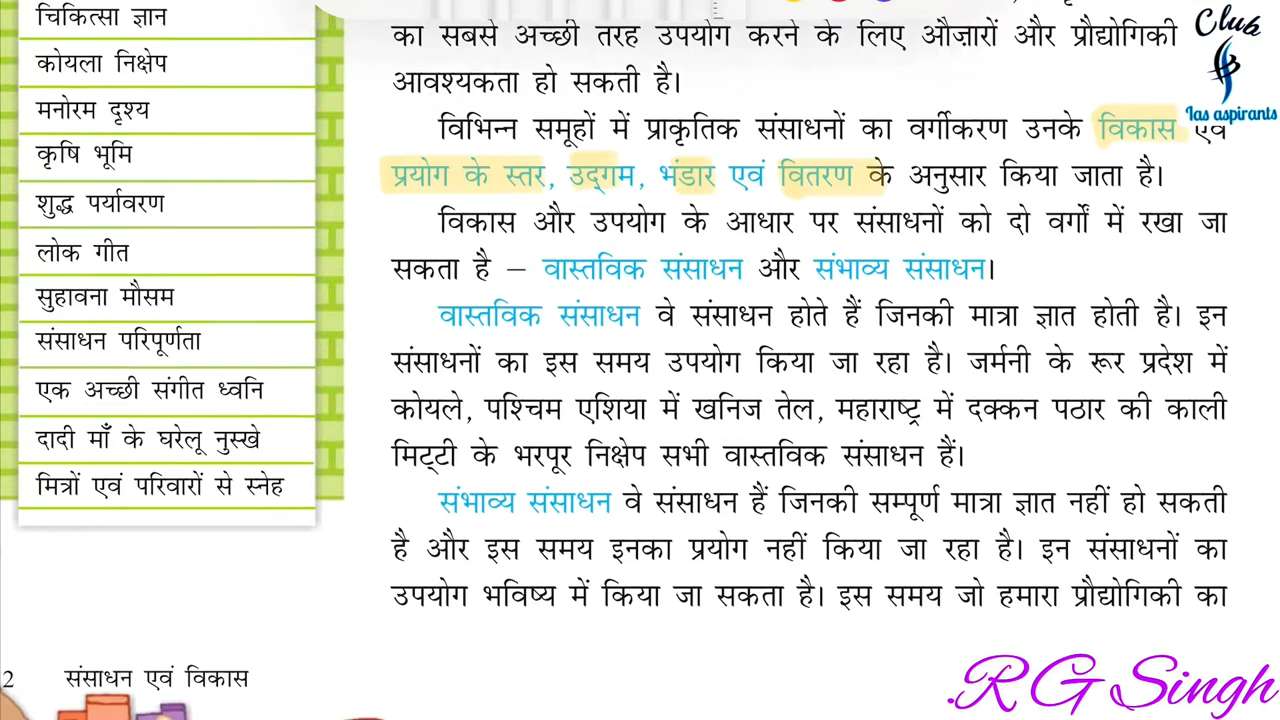 चिकित्सा ज्ञान
कोयला निक्षेप
मनोरम दृश्य
कृषि भूमि
शुद्ध पर्यावरण
लोक गीत
सुहावना मौसम
संसाधन परिपूर्णता
एक अच्छी संगीत ध्वनि
दादी माँ के घरेलू नुस्खे
मित्रों एवं परिवारों से स्नेह
का सबसे अच्छी तरह उपयोग करने के लिए औज़ारों और प्रौद्योगिकी
आवश्यकता हो सकती है।
विभिन्न समूहों में प्राकृतिक संसाधनों का वर्गीकरण उनके विकास एवं
प्रयोग के स्तर, उद्गम, भंडार एवं वितरण के अनुसार किया जाता है।
विकास और उपयोग के आधार पर संसाधनों को दो वर्गों में रखा जा
सकता है – वास्तविक संसाधन और संभाव्य संसाधन।
वास्तविक संसाधन वे संसाधन होते हैं जिनकी मात्रा ज्ञात होती है। इन
संसाधनों का इस समय उपयोग किया जा रहा है। जर्मनी के रूर प्रदेश में
कोयले, पश्चिम एशिया में खनिज तेल, महाराष्ट्र में दक्कन पठार की काली
मिट्टी के भरपूर निक्षेप सभी वास्तविक संसाधन हैं।
संभाव्य संसाधन वे संसाधन हैं जिनकी सम्पूर्ण मात्रा ज्ञात नहीं हो सकती
है और इस समय इनका प्रयोग नहीं किया जा रहा है। इन संसाधनों का
उपयोग भविष्य में किया जा सकता है। इस समय जो हमारा प्रौद्योगिकी का
2 संसाधन एवं विकास
Club
Ias aspirants
.RG Singh